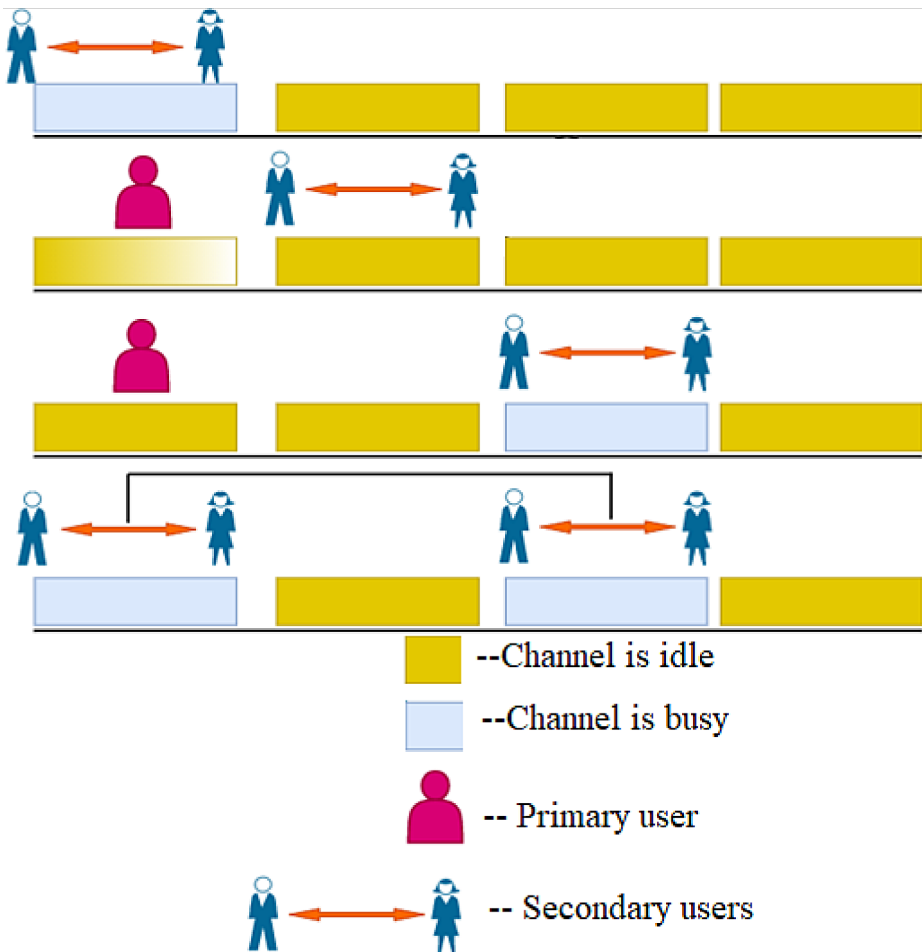 --Channel is idle
--Channel is busy
-- Primary user
-- Secondary users